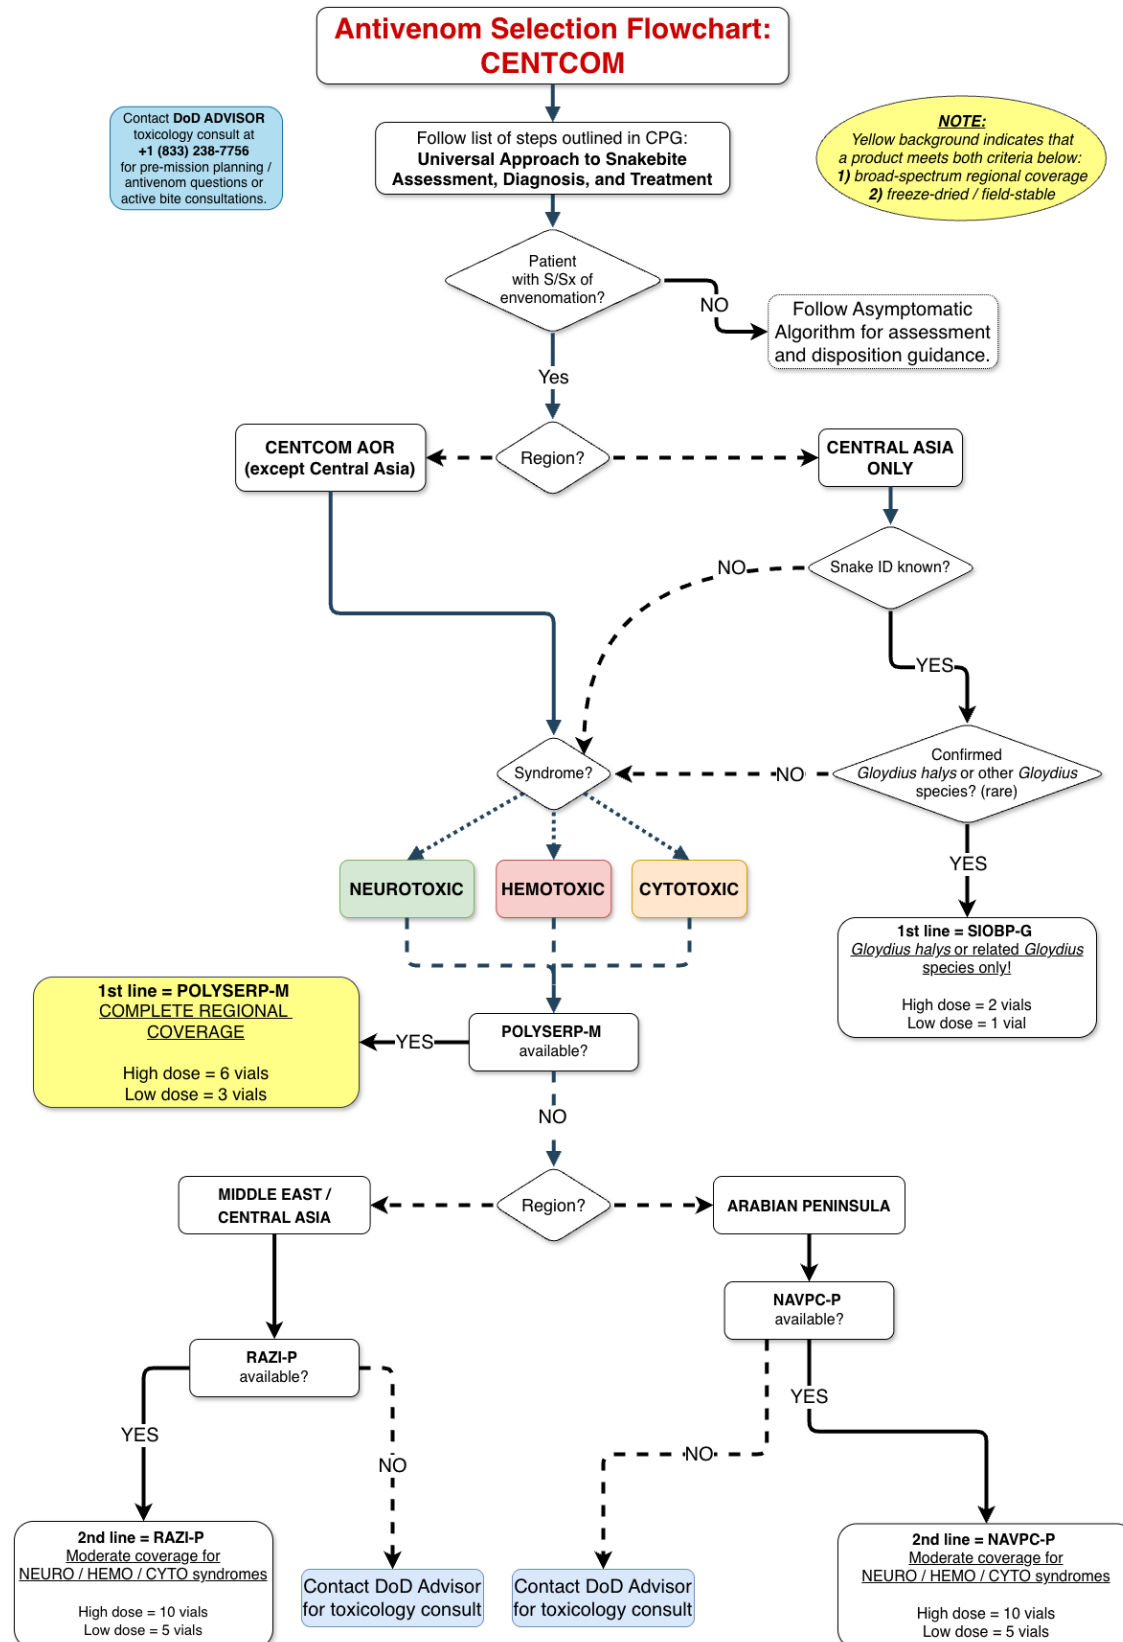 Antivenom Selection Flowchart:
CENTCOM
Contact DoD ADVISOR
toxicology consult at
+1 (833) 238-7756
for pre-mission planning /
antivenom questions or
active bite consultations.
Follow list of steps outlined in CPG:
Universal Approach to Snakebite
Assessment, Diagnosis, and Treatment
NOTE:
Yellow background indicates that
a product meets both criteria below:
1) broad-spectrum regional coverage
2) freeze-dried / field-stable
Patient
with S/Sx of
envenomation?
NO
Follow Asymptomatic
Algorithm for assessment
and disposition guidance.
Yes
CENTCOM AOR
(except Central Asia)
Region?
CENTRAL ASIA
ONLY
NO
Snake ID known?
YES
Syndrome?
NO
Confirmed
Gloydius halys or other Gloydius
species? (rare)
YES
NEUROTOXIC
HEMOTOXIC
CYTOTOXIC
1st line = SIOBP-G
Gloydius halys or related Gloydius
species only!
High dose = 2 vials
Low dose = 1 vial
1st line = POLYSERP-M
COMPLETE REGIONAL
COVERAGE
High dose = 6 vials
Low dose = 3 vials
YES
POLYSERP-M
available?
NO
MIDDLE EAST /
CENTRAL ASIA
Region?
ARABIAN PENINSULA
NAVPC-P
available?
RAZI-P
available?
YES
YES
NO
NO
2nd line = RAZI-P
Moderate coverage for
NEURO / HEMO / CYTO syndromes
High dose = 10 vials
Low dose = 5 vials
Contact DoD Advisor
for toxicology consult
Contact DoD Advisor
for toxicology consult
2nd line = NAVPC-P
Moderate coverage for
NEURO / HEMO / CYTO syndromes
High dose = 10 vials
Low dose = 5 vials